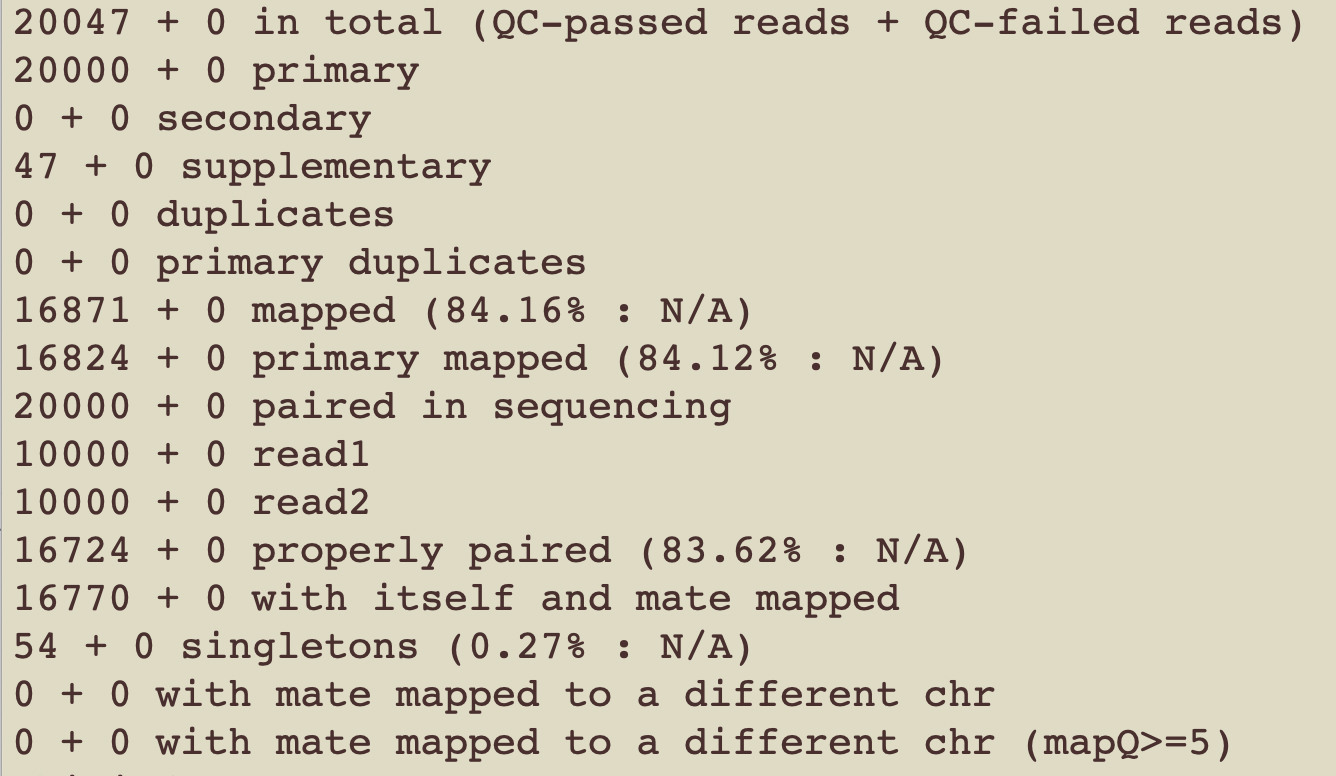 20047 + 0 in total (QC-passed reads + QC-failed reads)
20000 + 0 primary
0 + 0 secondary
47 + 0 supplementary
0 + 0 duplicates
0 + 0 primary duplicates
16871 + 0 mapped (84.16% : N/A)
16824 + 0 primary mapped (84.12% : N/A)
20000 + 0 paired in sequencing
10000 + 0 read1
10000 + 0 read2
16724 + 0 properly paired (83.62% : N/A)
16770 + 0 with itself and mate mapped
54 + 0 singletons (0.27% : N/A)
0 + 0 with mate mapped to a different chr
0 + 0 with mate mapped to a different chr (mapQ>=5)